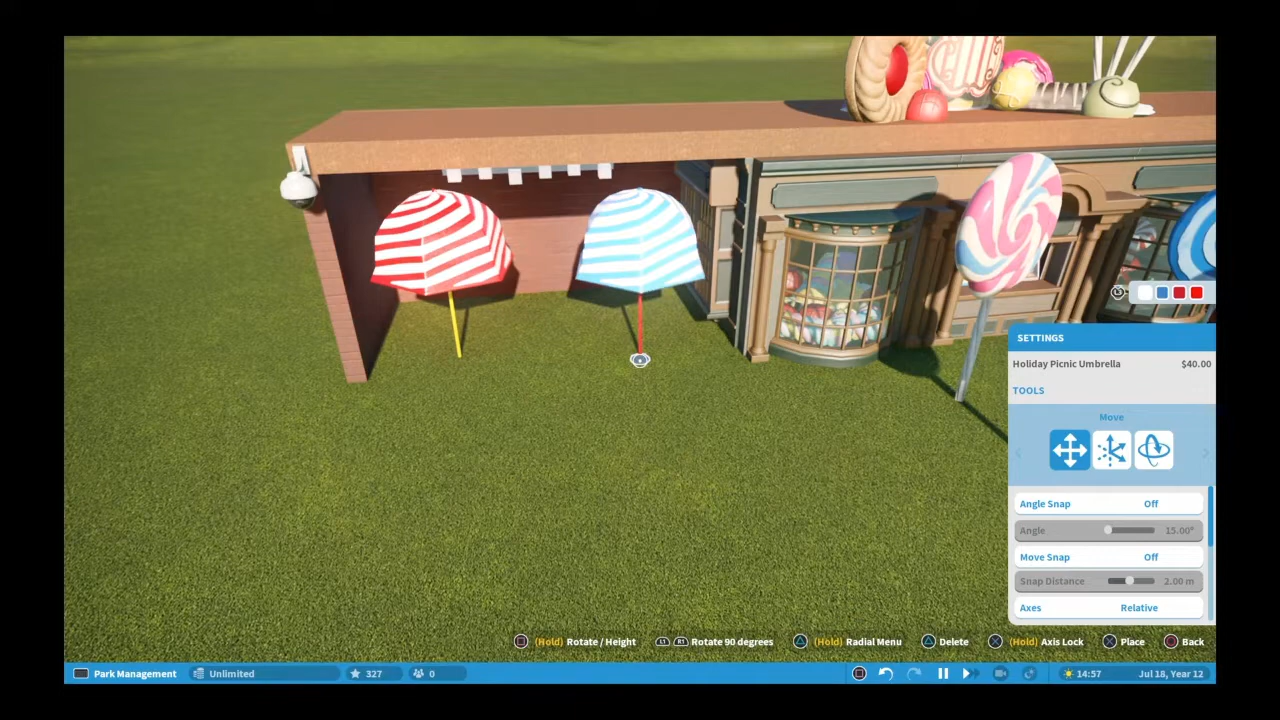 SETTINGS
Holiday Picnic Umbrella $40.00
TOOLS
Move
Angle Snap Off
Angle 15.00°
Move Snap Off
Snap Distance 2.00 m
Axes Relative
(Hold) Rotate / Height L1 R1 Rotate 90 degrees (Hold) Radial Menu Delete (Hold) Axis Lock Place Back
Park Management Unlimited 327 0 14:57 Jul 18, Year 12